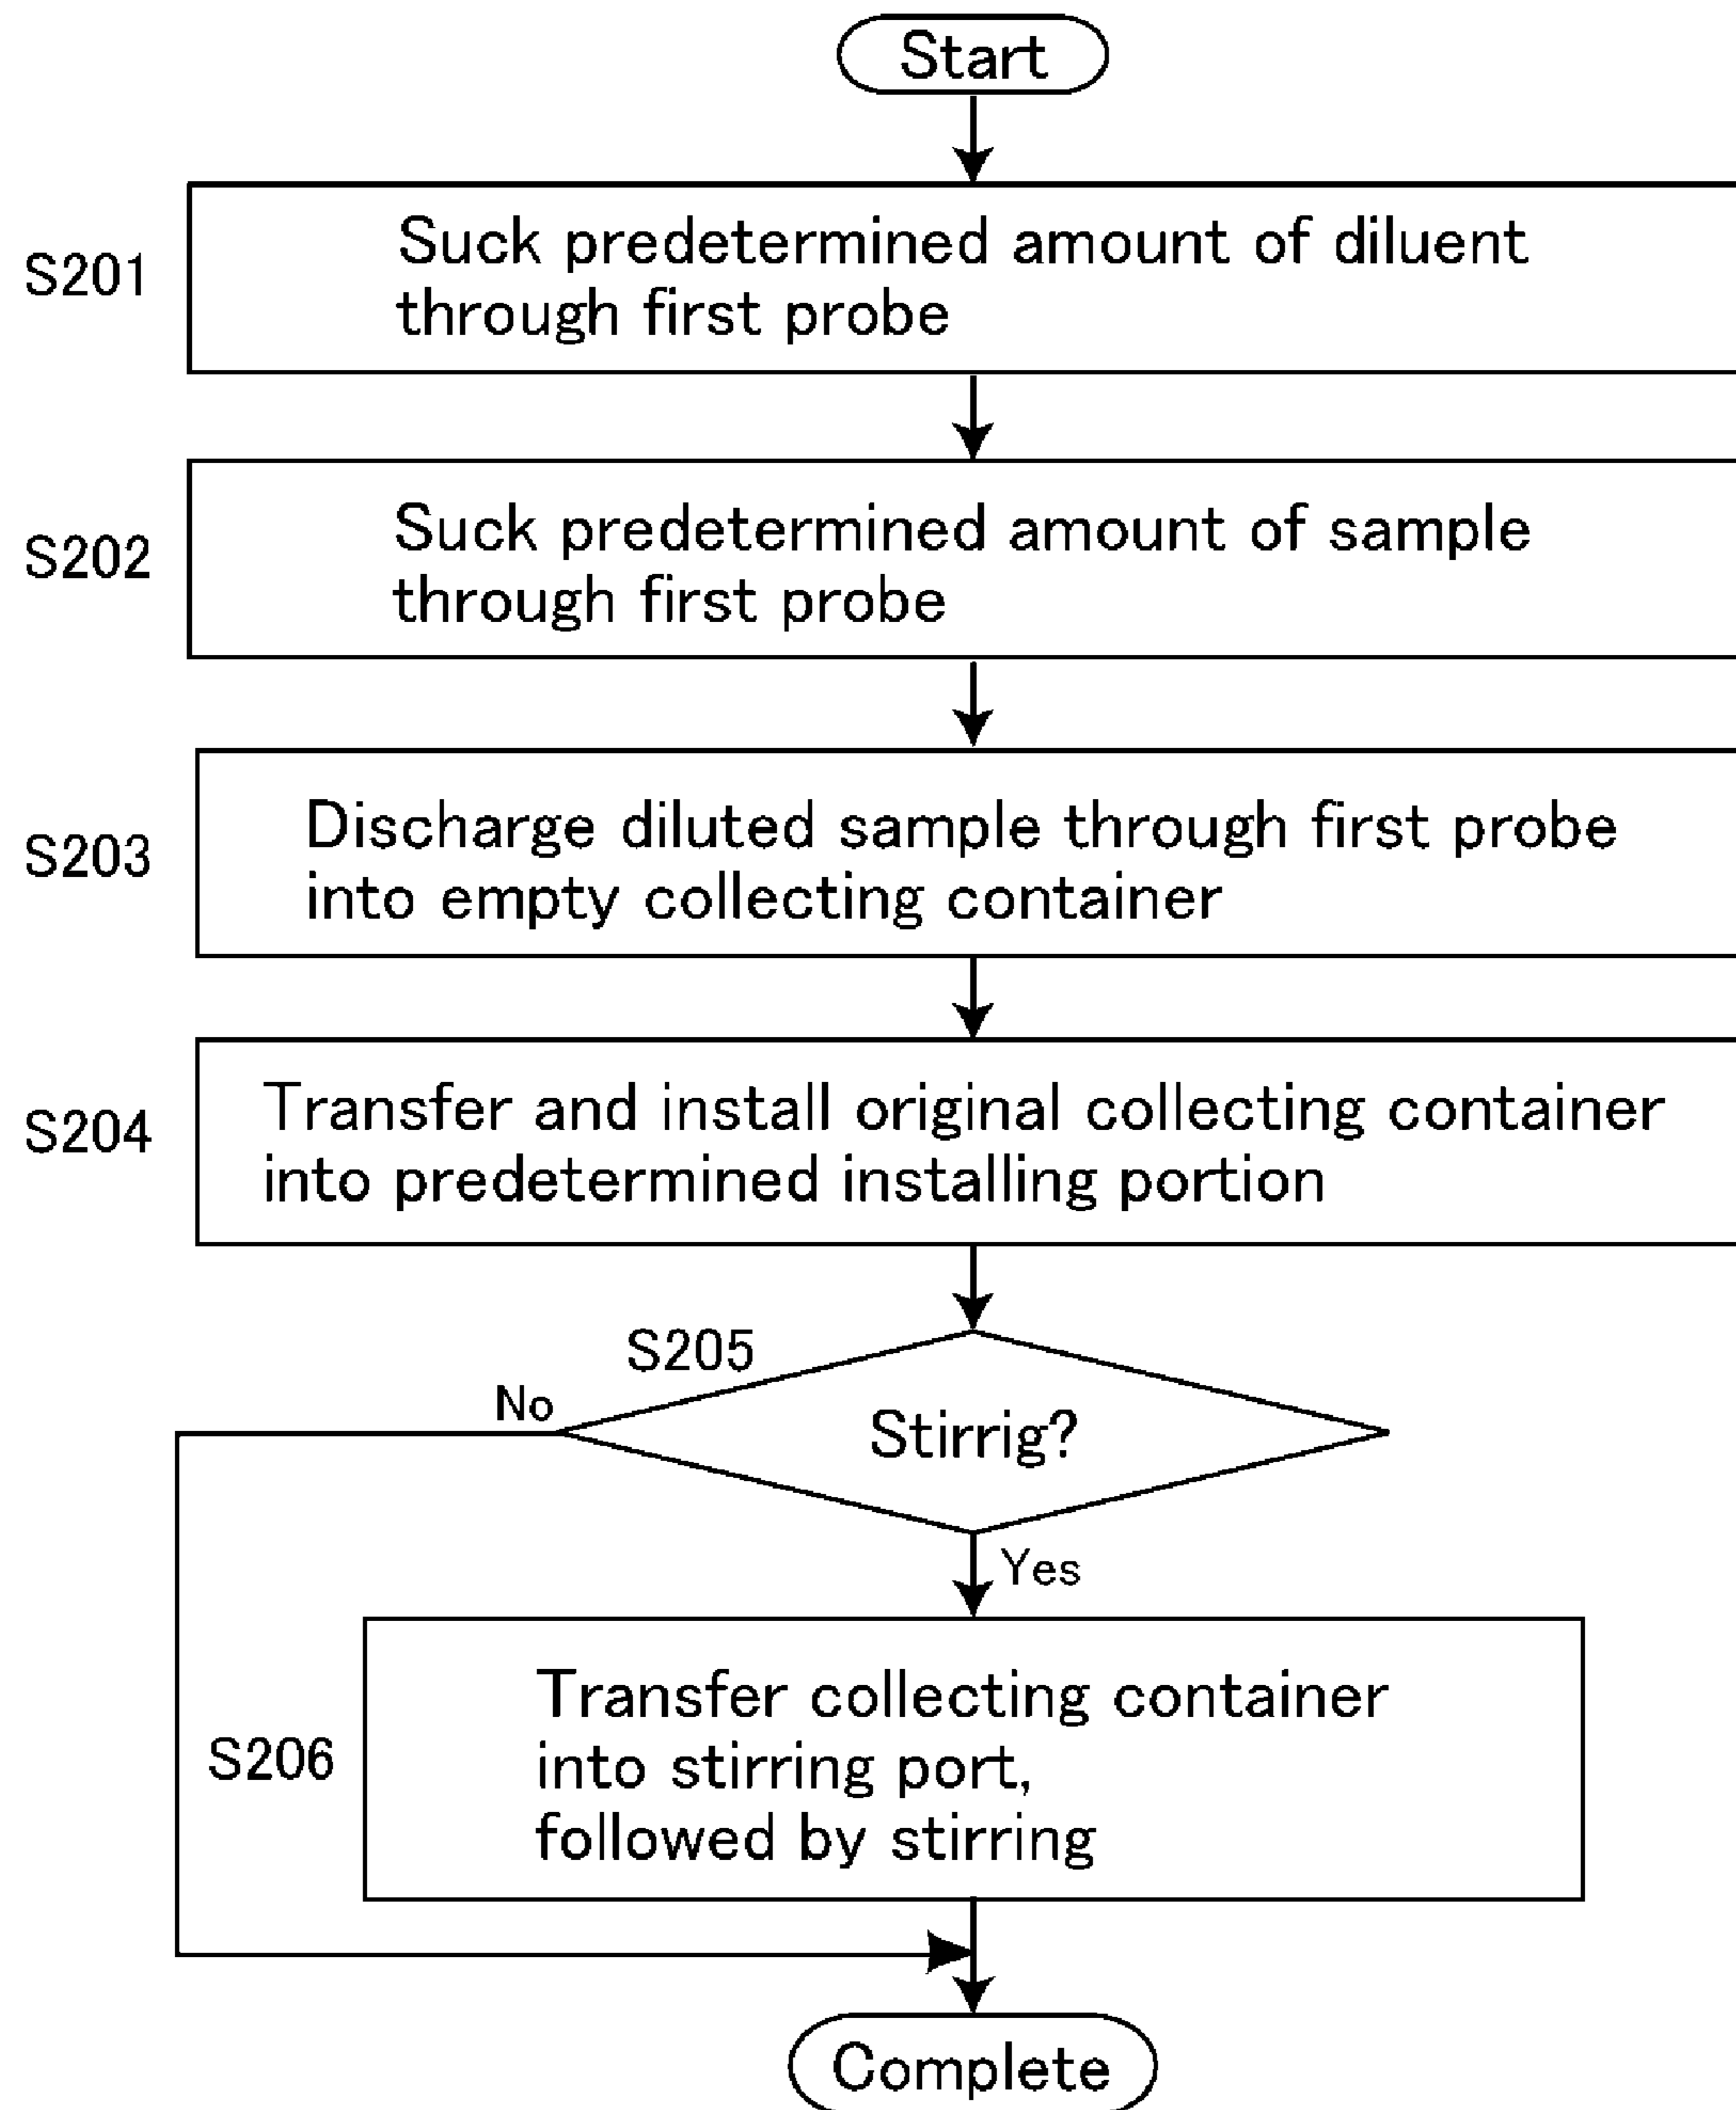 Start
S201
Suck predetermined amount of diluent
through first probe
S202
Suck predetermined amount of sample
through first probe
S203
Discharge diluted sample through first probe
into empty collecting container
S204
Transfer and install original collecting container
into predetermined installing portion
S205
No
Stirrig?
Yes
S206
Transfer collecting container
into stirring port,
followed by stirring
Complete